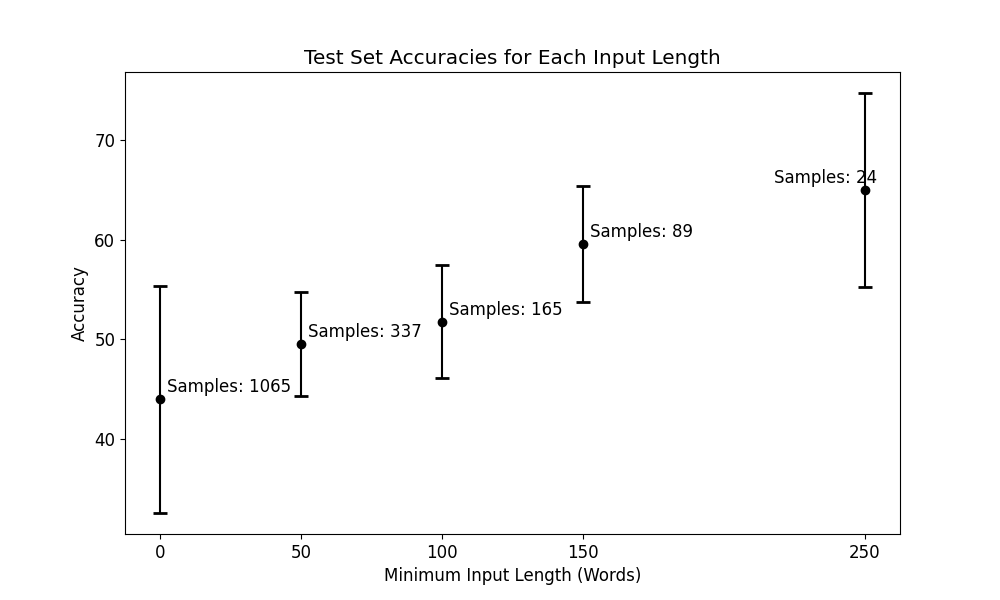 Test Set Accuracies for Each Input Length
Accuracy
70
60
50
40
Samples: 1065
Samples: 337
Samples: 165
Samples: 89
Samples: 24
0 50 100 150 250
Minimum Input Length (Words)